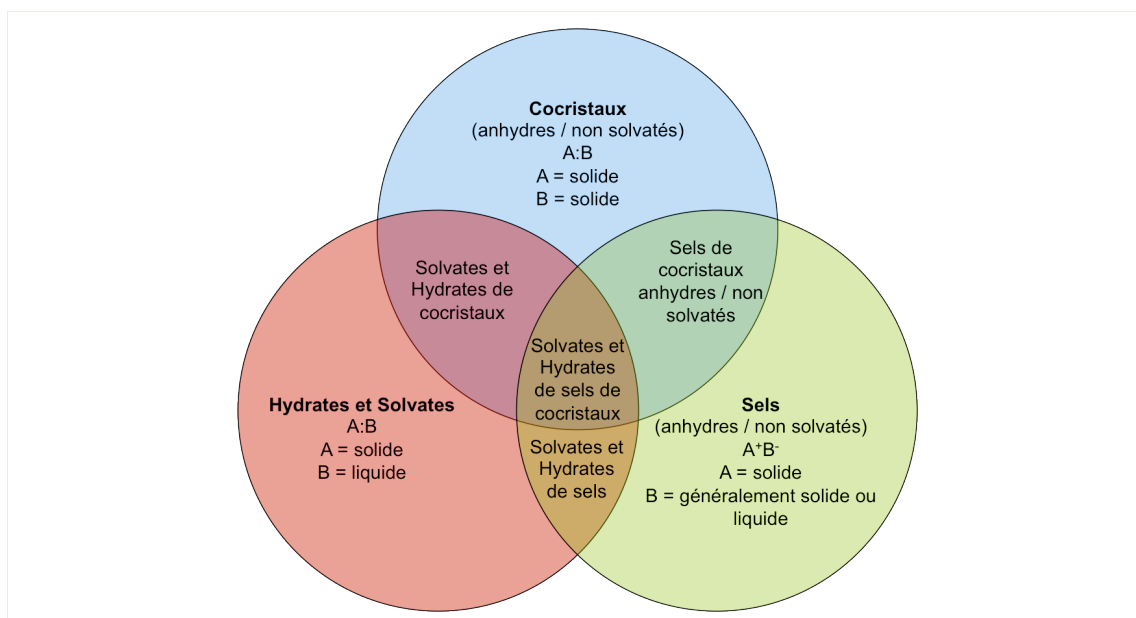 Cocristaux
(anhydres / non solvatés)
A:B
A = solide
B = solide
Solvates et
Hydrates de
cocristaux
Sels de
cocristaux
anhydres / non
solvatés
Solvates et
Hydrates
de sels de
cocristaux
Hydrates et Solvates
A:B
A = solide
B = liquide
Sels
(anhydres / non solvatés)
A⁺B⁻
A = solide
B = généralement solide ou
liquide
Solvates et
Hydrates
de sels